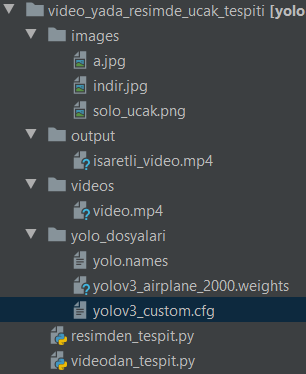 video_yada_resimde_ucak_tespiti [yolo
images
a.jpg
indir.jpg
solo_ucak.png
output
isaretli_video.mp4
videos
video.mp4
yolo_dosyalari
yolo.names
yolov3_airplane_2000.weights
yolov3_custom.cfg
resimden_tespit.py
videodan_tespit.py